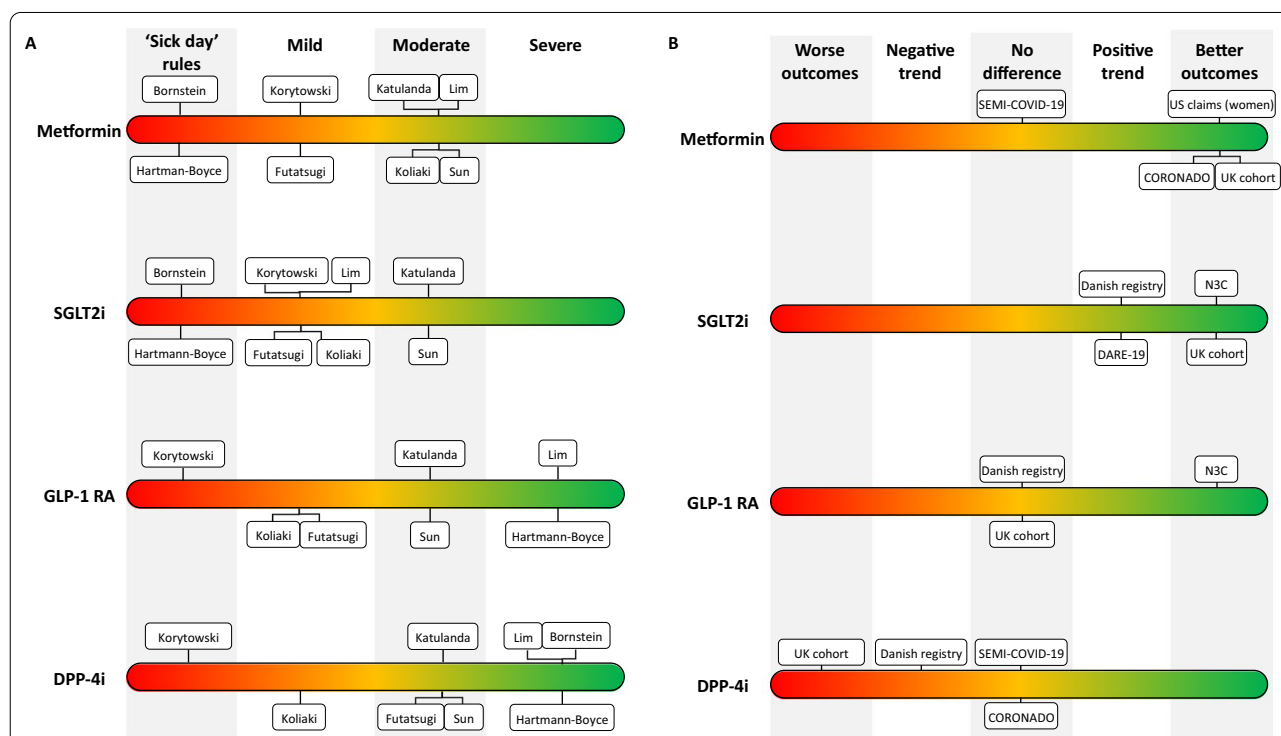 A
‘Sick day’
rules
Mild
Moderate
Severe
Bornstein
Korytowski
Katulanda
Lim
Metformin
Hartman-Boyce
Futatsugi
Koliaki
Sun
Bornstein
Korytowski
Lim
Katulanda
SGLT2i
Hartmann-Boyce
Futatsugi
Koliaki
Sun
Korytowski
Katulanda
Lim
GLP-1 RA
Koliaki
Futatsugi
Sun
Hartmann-Boyce
Korytowski
Katulanda
Lim
Bornstein
DPP-4i
Koliaki
Futatsugi
Sun
Hartmann-Boyce
B
Worse
outcomes
Negative
trend
No
difference
Positive
trend
Better
outcomes
SEMI-COVID-19
US claims (women)
Metformin
CORONADO
UK cohort
Danish registry
N3C
SGLT2i
DARE-19
UK cohort
Danish registry
N3C
GLP-1 RA
UK cohort
UK cohort
Danish registry
SEMI-COVID-19
DPP-4i
CORONADO